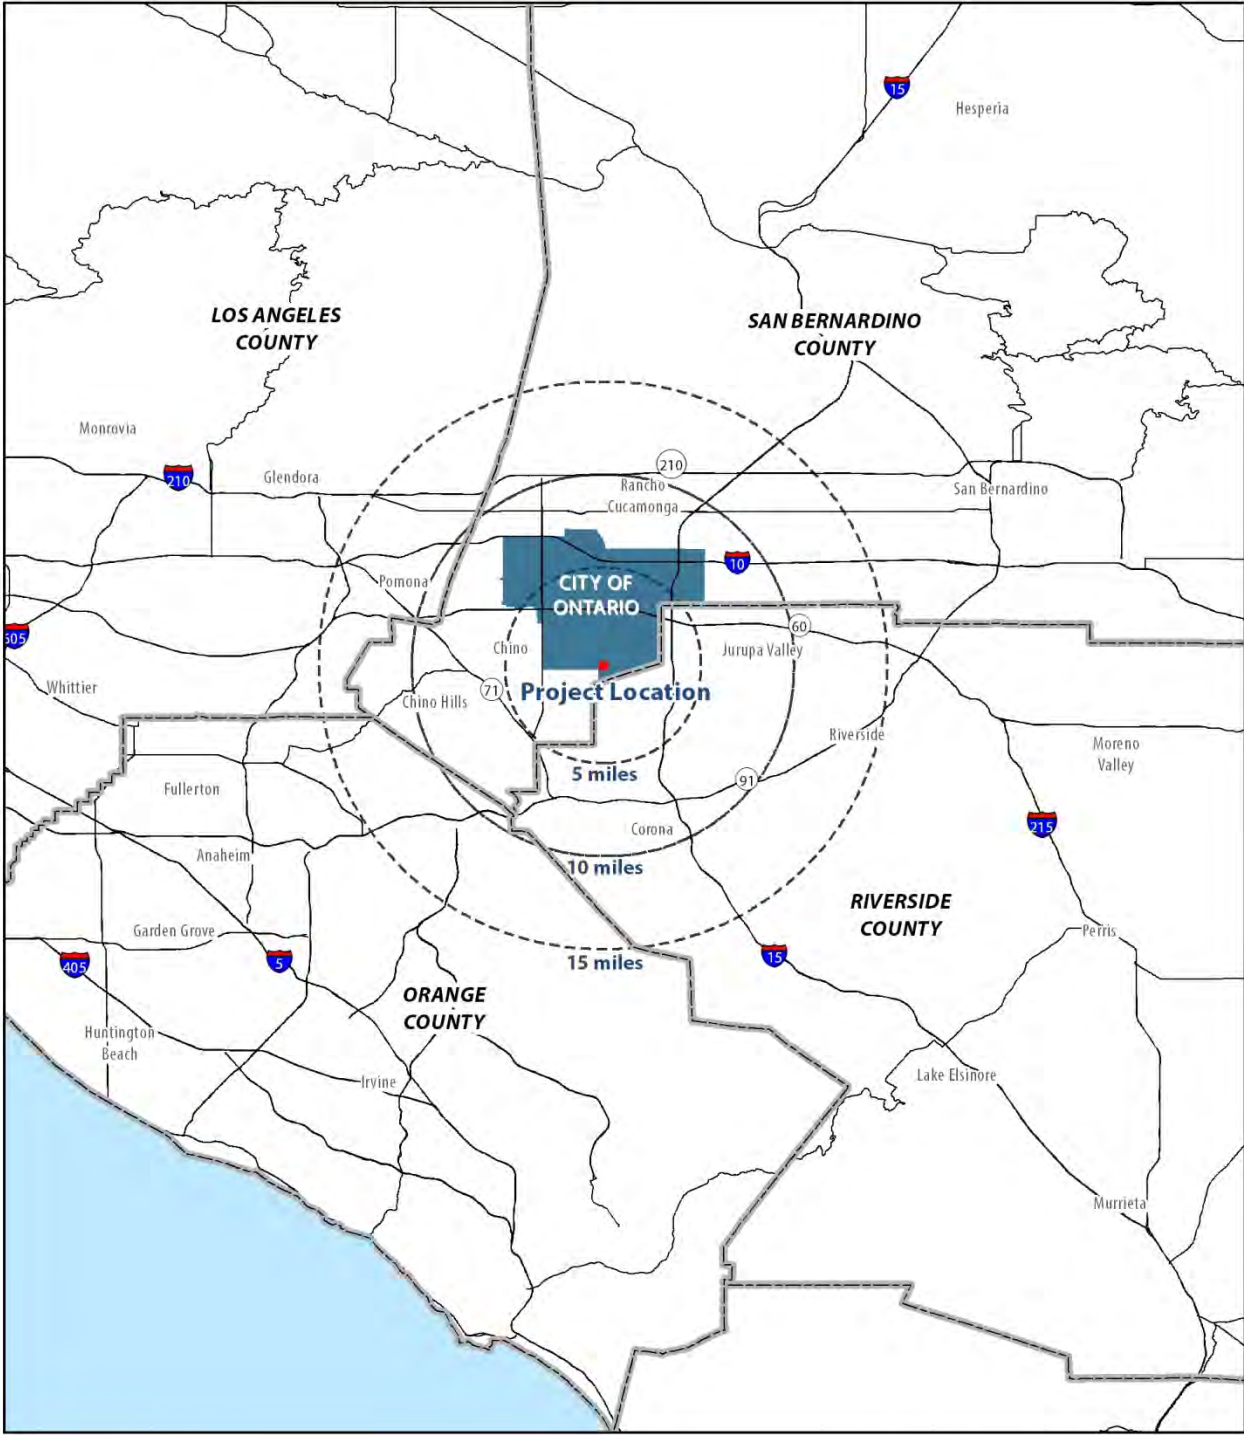 15
Hesperia
LOS ANGELES
COUNTY
SAN BERNARDINO
COUNTY
Monrovia
210
Glendora
210
Rancho
Cucamonga
San Bernardino
10
CITY OF
ONTARIO
Pomona
605
60
Chino
Jurupa Valley
Whittier
71
Project Location
Chino Hills
Riverside
Moreno
Valley
5 miles
91
Fullerton
215
Corona
Anaheim
10 miles
RIVERSIDE
COUNTY
Garden Grove
Perris
405
5
15 miles
15
ORANGE
COUNTY
Huntington
Beach
Irvine
Lake Elsinore
Murrieta